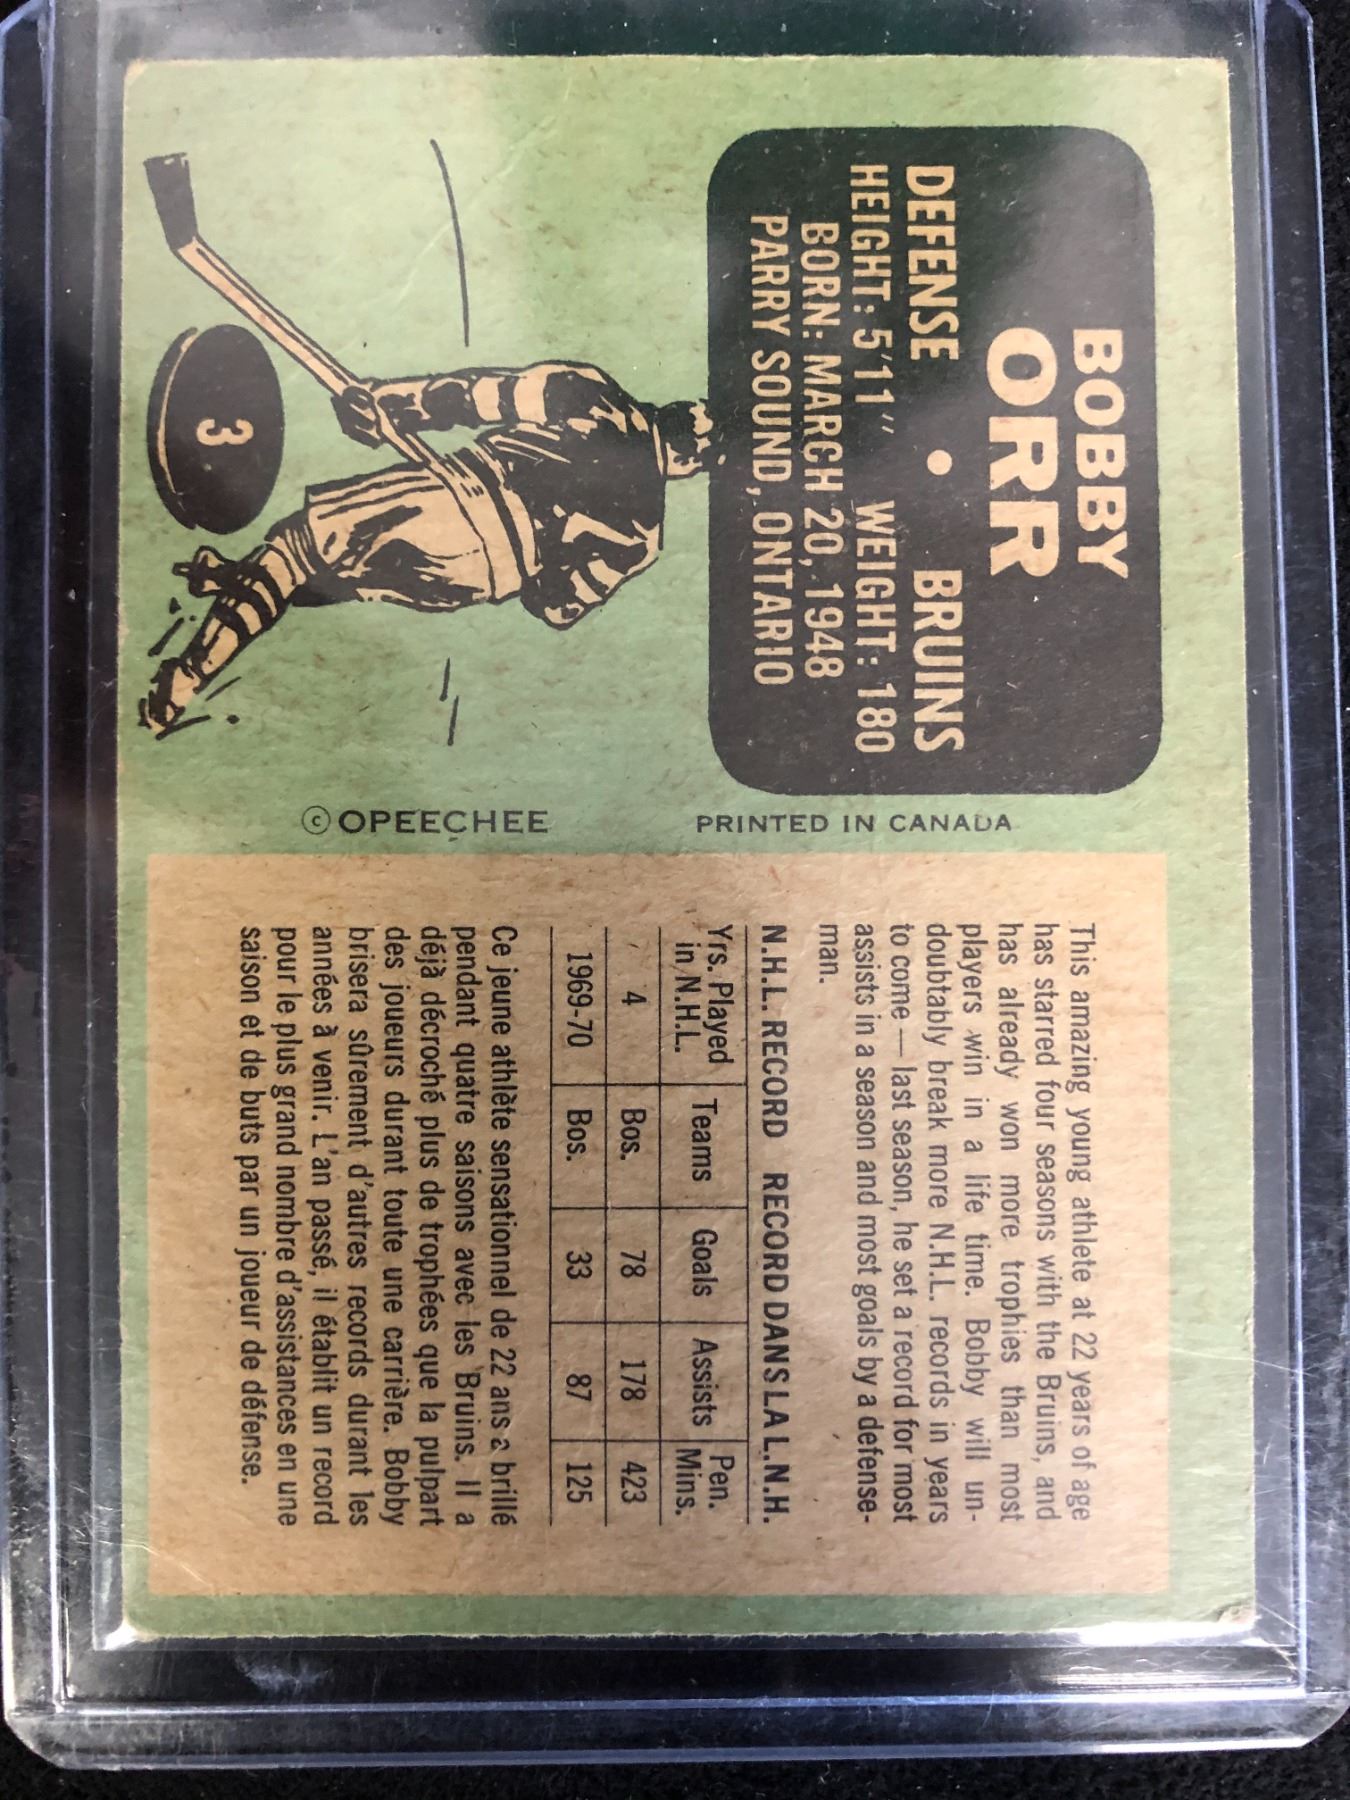 BOBBY
ORR
DEFENSE • BRUINS
HEIGHT: 5'11" WEIGHT: 180
BORN: MARCH 20, 1948
PARRY SOUND, ONTARIO
3
© OPEECHEE PRINTED IN CANADA
This amazing young athlete at 22 years of age
has starred four seasons with the Bruins, and
has already won more trophies than most
players win in a life time. Bobby will un-
doubtably break more N.H.L. records in years
to come — last season, he set a record for most
assists in a season and most goals by a defense-
man.
N.H.L. RECORD RECORD DANS LA L.N.H.
Yrs. Played in N.H.L. Teams Goals Assists Pen. Mins.
4 Bos. 78 178 423
1969-70 Bos. 33 87 125
Ce jeune athlète sensationnel de 22 ans a brillé
pendant quatre saisons avec les Bruins. Il a
déjà décroché plus de trophées que la pulpart
des joueurs durant toute une carrière. Bobby
brisera sûrement d'autres records durant les
années à venir. L'an passé, il établit un record
pour le plus grand nombre d'assistances en une
saison et de buts par un joueur de défense.